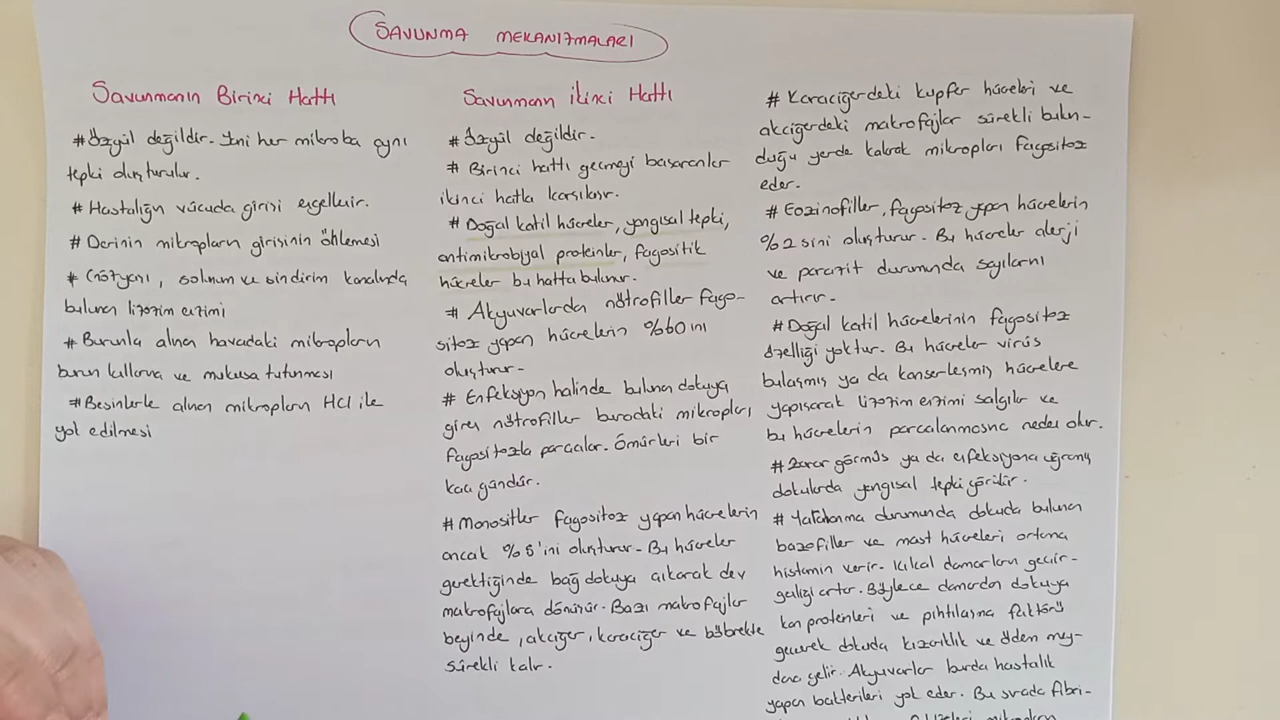 SAVUNMA MEKANIZMALARI
Savunmanın Birinci Hattı
#Özgül değildir. Yani her mikroba aynı
tepki oluşturulur.
#Hastalığın vücuda girişi engellenir.
#Derinin mikropların girişinin önlemesi
# Gözyaşı, solunum ve sindirim kanalında
bulunan lizozim enzimi
#Burunla alınan havadaki mikropların
burun kıllarına ve mukusa tutunması
#Besinlerle alınan mikropların HCl ile
yok edilmesi
Savunmanın İkinci Hattı
#Özgül değildir.
# Birinci hattı geçmeyi başaranlar
ikinci hatla karşılaşır.
#Doğal katil hücreler, yangısal tepki,
antimikrobiyal proteinler, fagositik
hücreler bu hatta bulunur.
# Akyuvarlardan nötrofiller fago-
sitoz yapan hücrelerin %60ını
oluşturur.
# Enfeksiyon halinde bulunan dokuya
giren nötrofiller buradaki mikropları
fagositozla parçalar. Ömürleri bir
kaç gündür.
#Monositler fagositoz yapan hücrelerin
ancak %5'ini oluşturur. Bu hücreler
gerektiğinde bağ dokuya çıkarak dev
makrofajlara dönüşür. Bazı makrofajlar
beyinde, akciğer, karaciğer ve böbrekte
sürekli kalır.
# Karaciğerdeki kupfer hücreleri ve
akciğerdeki makrofajlar sürekli bulun-
duğu yerde kalarak mikropları fagositoz
eder.
#Eozinofiller, fagositoz yapan hücrelerin
%2sini oluşturur. Bu hücreler alerji
ve parazit durumunda sayılarını
artırır.
#Doğal katil hücrelerinin fagositoz
özelliği yoktur. Bu hücreler virüs
bulaşmış ya da kanserleşmiş hücrelere
yapışarak lizozim enzimi salgılar ve
bu hücrelerin parçalanmasına neden olur.
#Zarar görmüş ya da enfeksiyona uğramış
dokularda yangısal tepki görülür.
#Yaralanma durumunda dokuda bulunan
bazofiller ve mast hücreleri ortama
histamin verir. Kılcal damarların geçir-
genliği artar. Böylece damardan dokuya
kan proteinleri ve pıhtılaşma faktörü
geçerek dokuda kızarıklık ve ödem mey-
dana gelir. Akyuvarlar burda hastalık
yapan bakterileri yok eder. Bu sırada fibri-